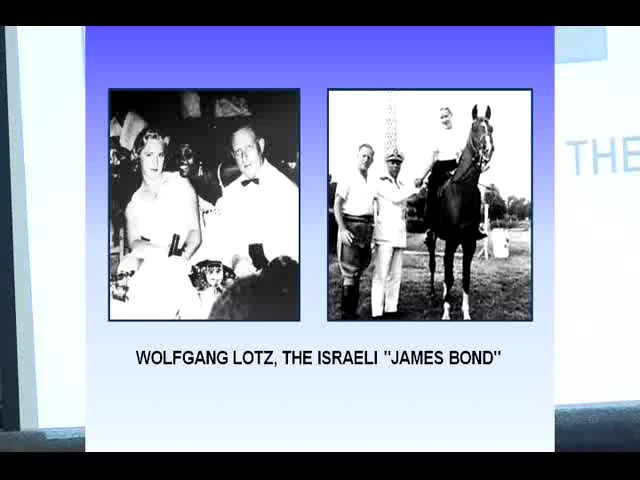 THE
WOLFGANG LOTZ, THE ISRAELI "JAMES BOND"